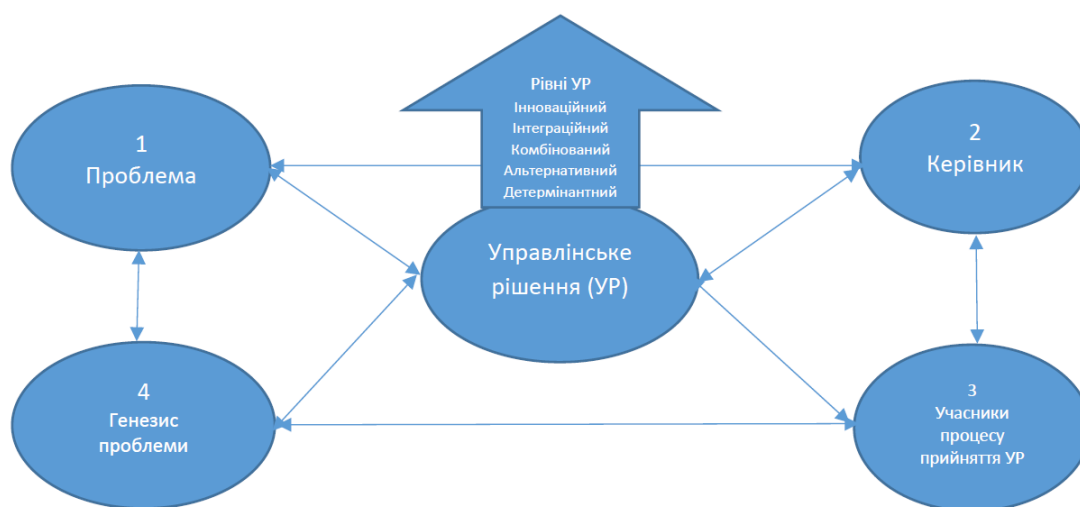 Рівні УР
Інноваційний
Інтеграційний
Комбінований
Альтернативний
Детермінантний
1
Проблема
2
Керівник
Управлінське
рішення (УР)
4
Генезис
проблеми
3
Учасники
процесу
прийняття УР